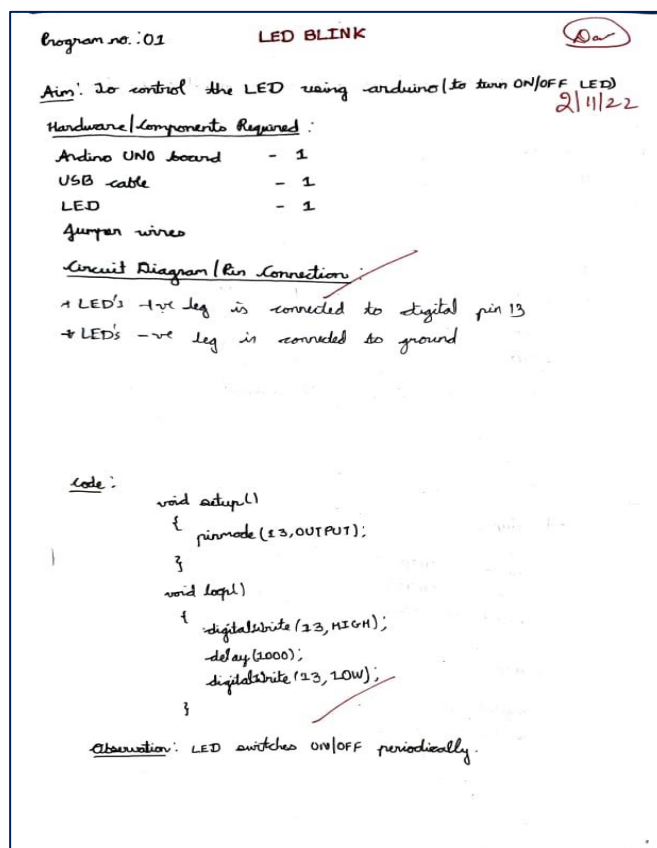 Program no.:01
LED BLINK
2/11/22
Aim: To control the LED using arduino (to turn ON/OFF LED)
Hardware/Components Required:
Ardino UNO board - 1
USB cable - 1
LED - 1
Jumper wires
Circuit Diagram/Pin Connection:
* LED's +ve leg is connected to digital pin 13
* LED's -ve leg is connected to ground
Code:
void setup()
{
pinmode(13,OUTPUT);
}
void loop()
{
digitalWrite(13,HIGH);
delay(1000);
digitalWrite(13,LOW);
}
Observation: LED switches ON/OFF periodically.